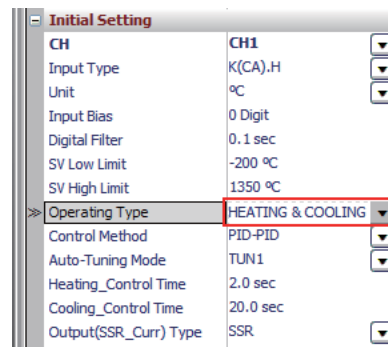 Initial Setting
CH CH1
Input Type K(CA).H
Unit ºC
Input Bias 0 Digit
Digital Filter 0.1 sec
SV Low Limit -200 ºC
SV High Limit 1350 ºC
Operating Type HEATING & COOLING
Control Method PID-PID
Auto-Tuning Mode TUN1
Heating_Control Time 2.0 sec
Cooling_Control Time 20.0 sec
Output(SSR_Curr) Type SSR